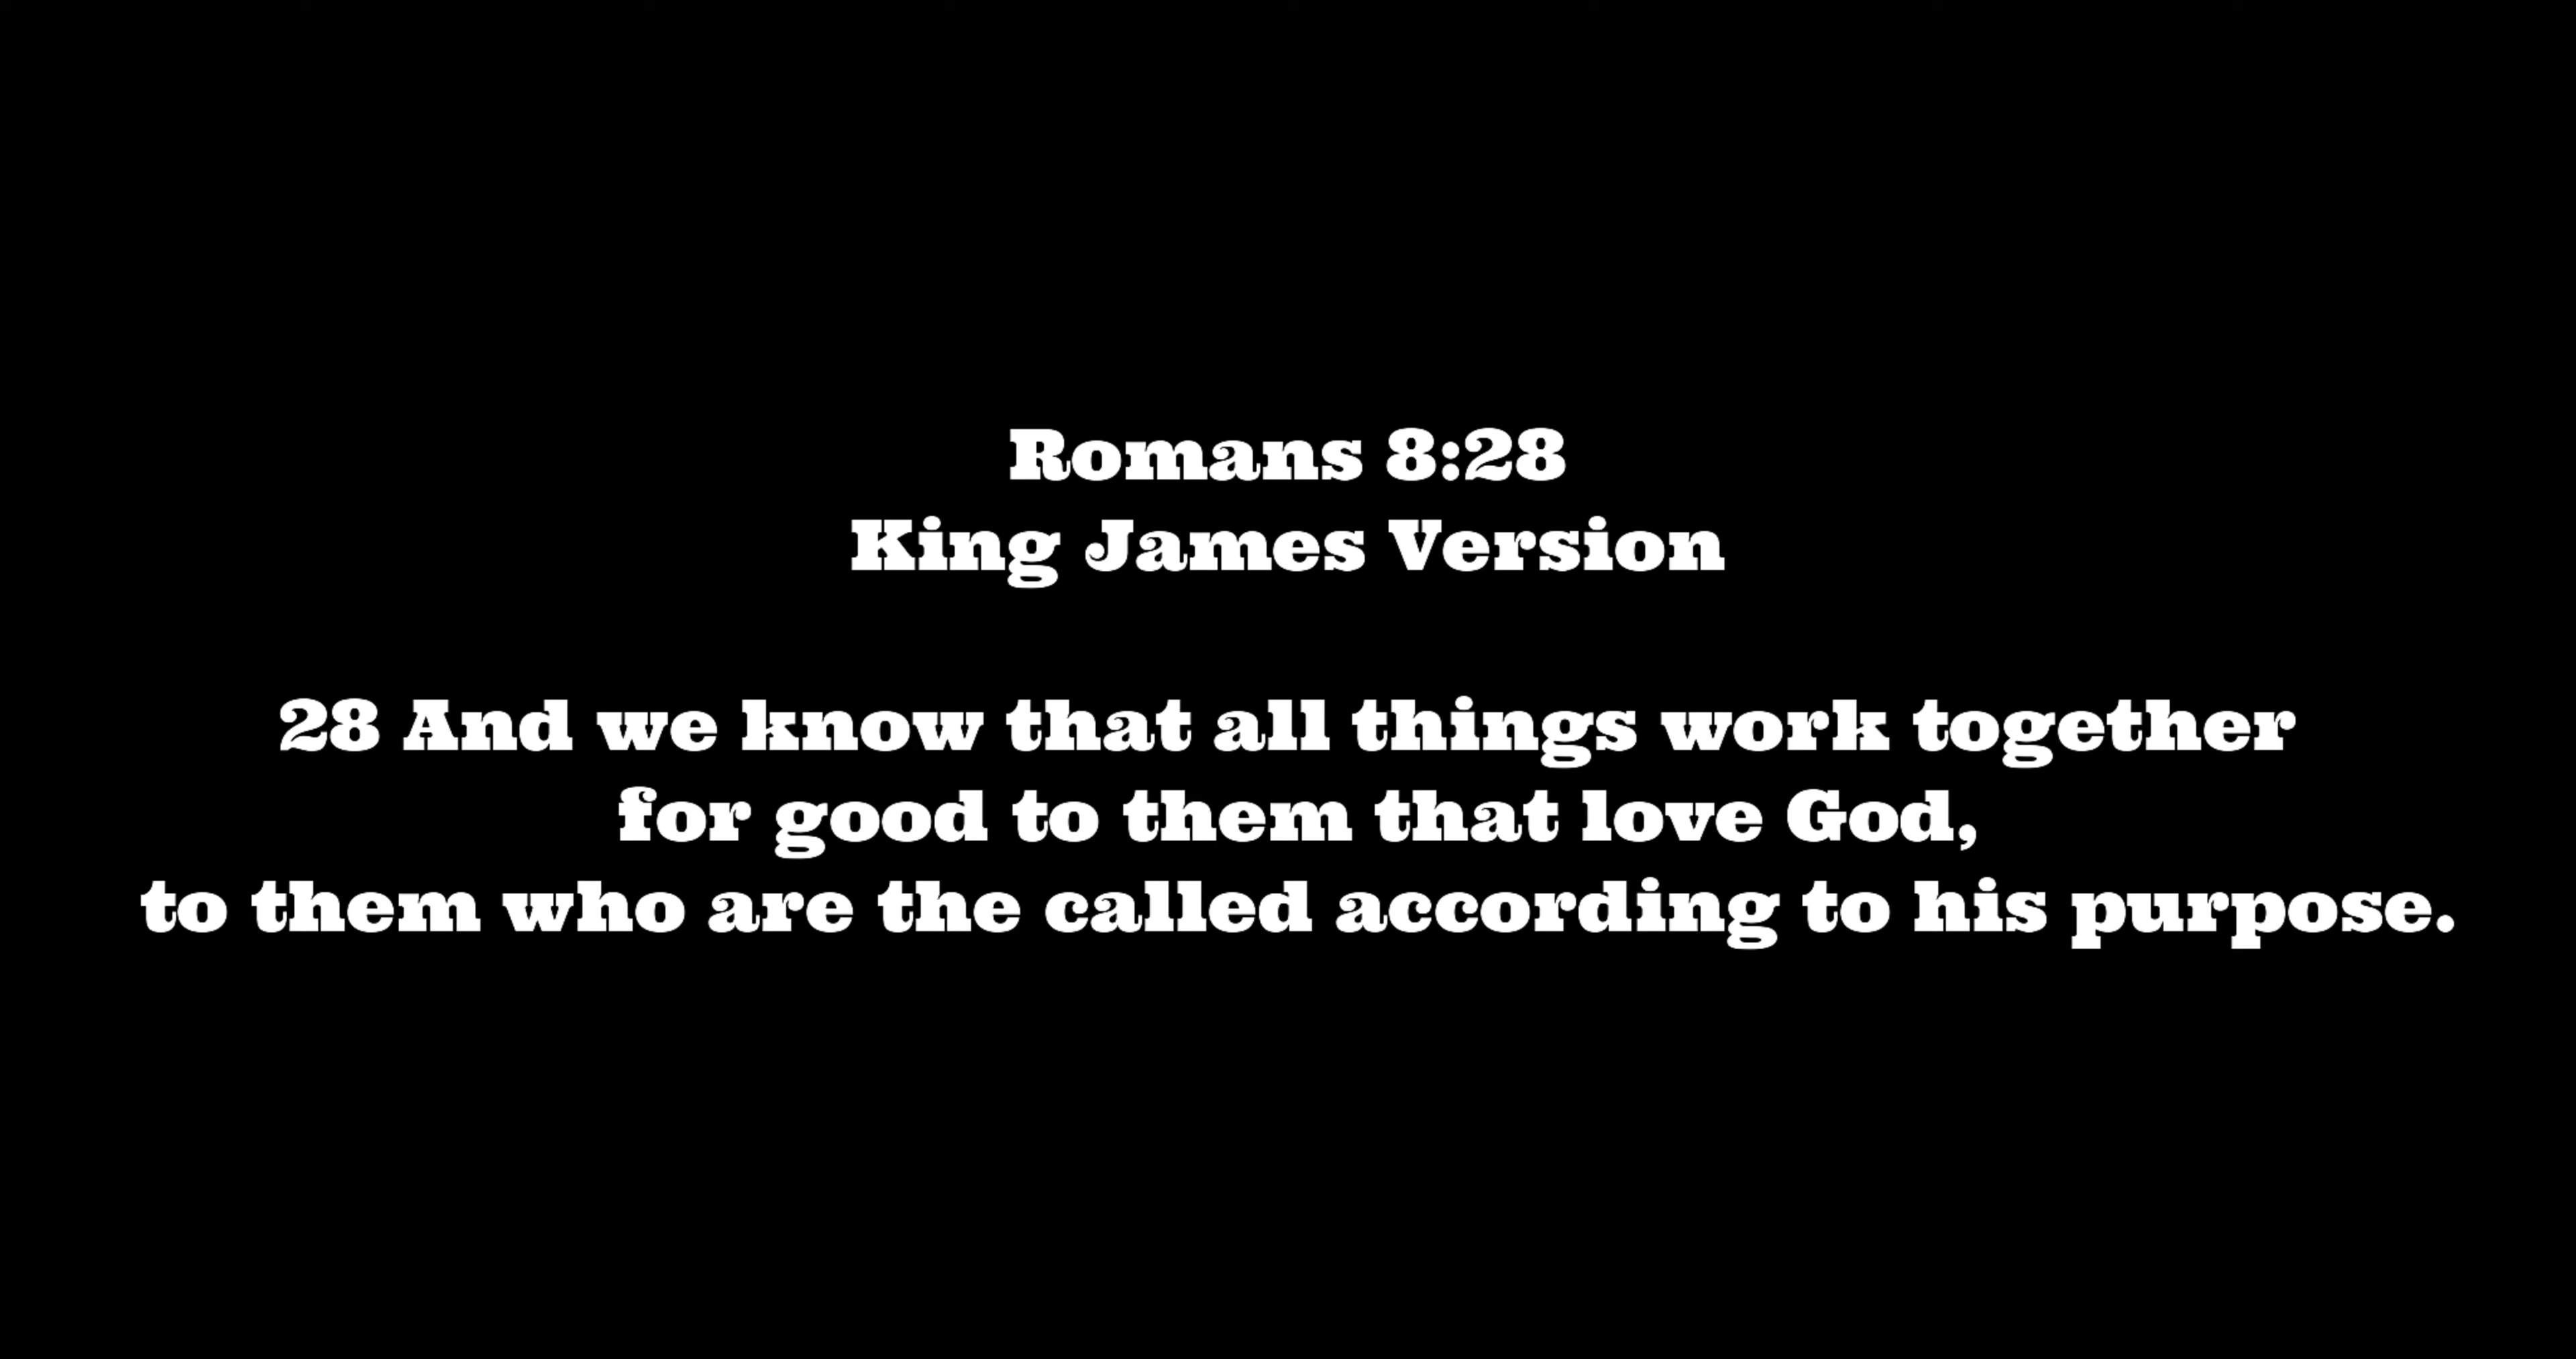 Romans 8:28
King James Version
28 And we know that all things work together
for good to them that love God,
to them who are the called according to his purpose.